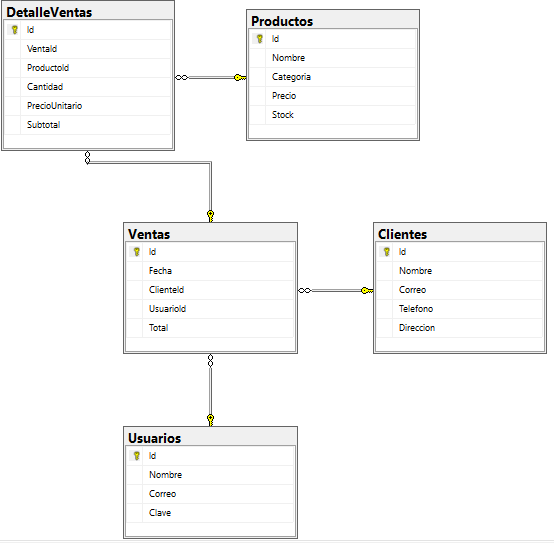 DetalleVentas
Id
VentaId
ProductoId
Cantidad
PrecioUnitario
Subtotal
Productos
Id
Nombre
Categoria
Precio
Stock
Ventas
Id
Fecha
ClienteId
UsuarioId
Total
Clientes
Id
Nombre
Correo
Telefono
Direccion
Usuarios
Id
Nombre
Correo
Clave